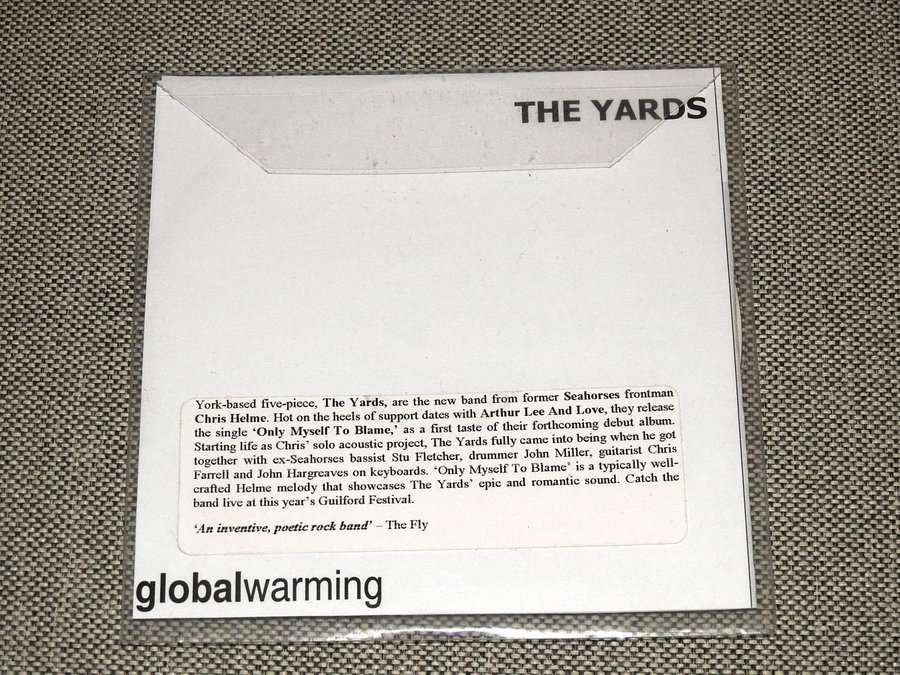 THE YARDS
York-based five-piece, The Yards, are the new band from former Seahorses frontman
Chris Helme. Hot on the heels of support dates with Arthur Lee And Love, they release
the single ‘Only Myself To Blame,’ as a first taste of their forthcoming debut album.
Starting life as Chris’ solo acoustic project, The Yards fully came into being when he got
together with ex-Seahorses bassist Stu Fletcher, drummer John Miller, guitarist Chris
Farrell and John Hargreaves on keyboards. ‘Only Myself To Blame’ is a typically well-
crafted Helme melody that showcases The Yards’ epic and romantic sound. Catch the
band live at this year’s Guilford Festival.
‘An inventive, poetic rock band’ – The Fly
globalwarming